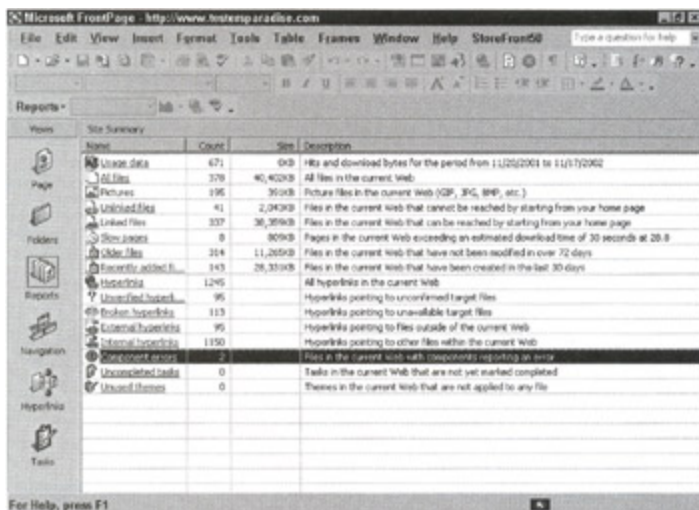 Microsoft FrontPage - http://www.testemsparadise.com
File Edit View Insert Format Tools Table Frames Window Help StoreFront50 Type a question for help
Reports
Views Site Summary
Name Count Size Description
Usage data 671 0KB Hits and download bytes for the period from 11/25/2001 to 11/17/2002
All files 378 40,402KB All files in the current Web
Pictures 195 391KB Picture files in the current Web (GIF, JPG, BMP, etc.)
Unlinked files 41 2,043KB Files in the current Web that cannot be reached by starting from your home page
Linked files 337 38,359KB Files in the current Web that can be reached by starting from your home page
Slow pages 8 809KB Pages in the current Web exceeding an estimated download time of 30 seconds at 28.8
Older files 314 11,265KB Files in the current Web that have not been modified in over 72 days
Recently added fi... 143 28,331KB Files in the current Web that have been created in the last 30 days
Hyperlinks 1245 All hyperlinks in the current Web
? Unverified hyperli... 95 Hyperlinks pointing to unconfirmed target files
Broken hyperlinks 113 Hyperlinks pointing to unavailable target files
External hyperlinks 95 Hyperlinks pointing to files outside of the current Web
Internal hyperlinks 1150 Hyperlinks pointing to other files within the current Web
Component errors 2 Files in the current Web with components reporting an error
Uncompleted tasks 0 Tasks in the current Web that are not yet marked completed
Unused themes 0 Themes in the current Web that are not applied to any file
Page
Folders
Reports
Navigation
Hyperlinks
Tasks
For Help, press F1